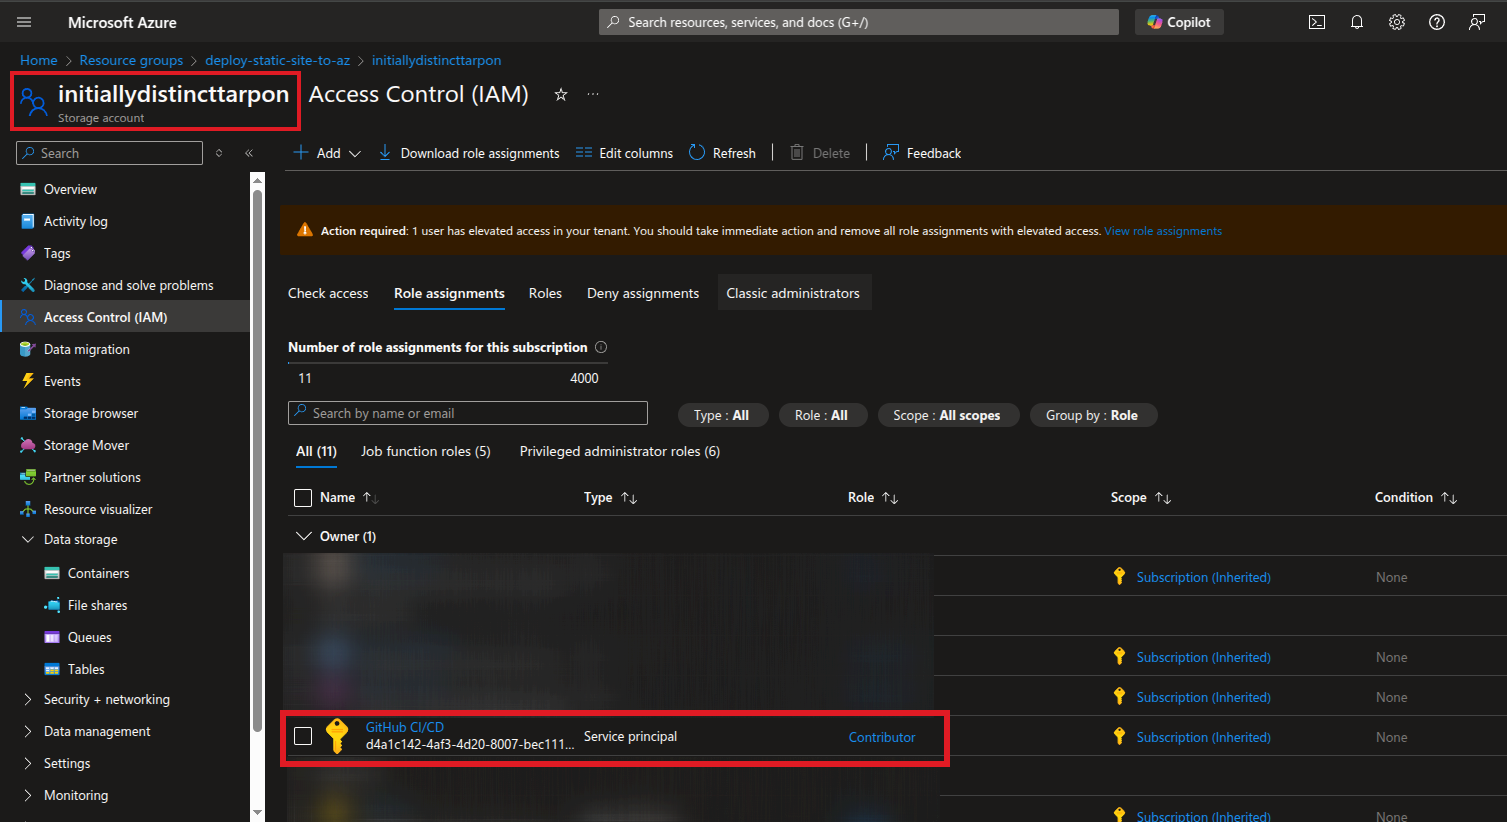 Microsoft Azure
Search resources, services, and docs (G+/)
Copilot
Home > Resource groups > deploy-static-site-to-az > initiallydistincttarpon
initiallydistincttarpon Access Control (IAM) ☆ ···
Storage account
Search
Add
Download role assignments
Edit columns
Refresh
Delete
Feedback
Overview
Activity log
Tags
Diagnose and solve problems
Access Control (IAM)
Data migration
Events
Storage browser
Storage Mover
Partner solutions
Resource visualizer
Data storage
Containers
File shares
Queues
Tables
Security + networking
Data management
Settings
Monitoring
Action required: 1 user has elevated access in your tenant. You should take immediate action and remove all role assignments with elevated access. View role assignments
Check access
Role assignments
Roles
Deny assignments
Classic administrators
Number of role assignments for this subscription
11 4000
Search by name or email
Type : All
Role : All
Scope : All scopes
Group by : Role
All (11)
Job function roles (5)
Privileged administrator roles (6)
Name ↑↓ Type ↑↓ Role ↑↓ Scope ↑↓ Condition ↑↓
Owner (1)
Subscription (Inherited) None
Subscription (Inherited) None
Subscription (Inherited) None
GitHub CI/CD
d4a1c142-4af3-4d20-8007-bec111... Service principal Contributor Subscription (Inherited) None
Subscription (Inherited) None